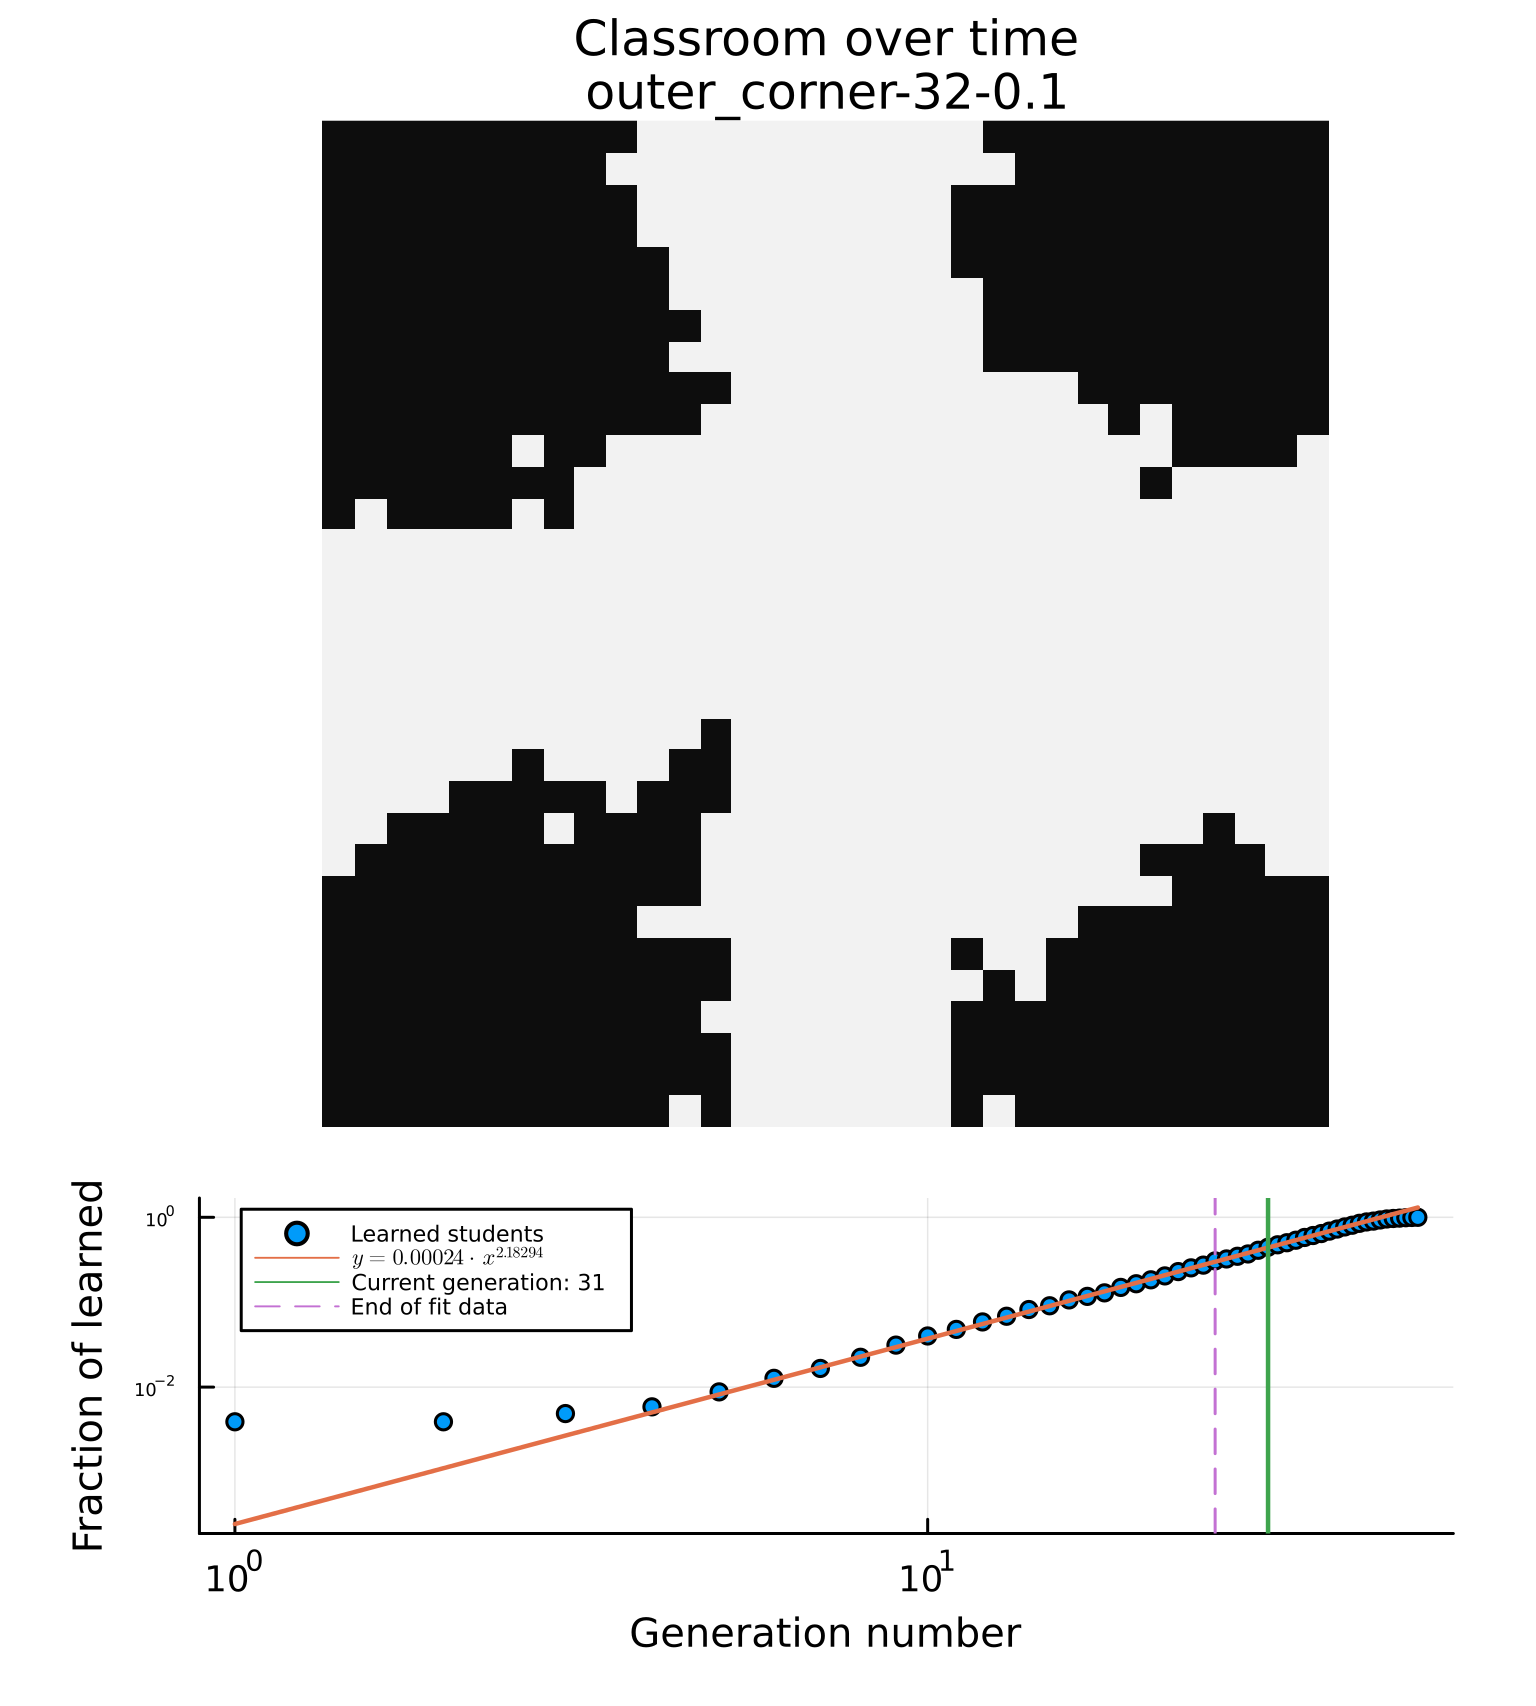 Classroom over time
outer_corner-32-0.1
Fraction of learned
10^0
10^-2
Learned students
y = 0.00024 · x^2.18294
Current generation: 31
End of fit data
10^0
10^1
Generation number